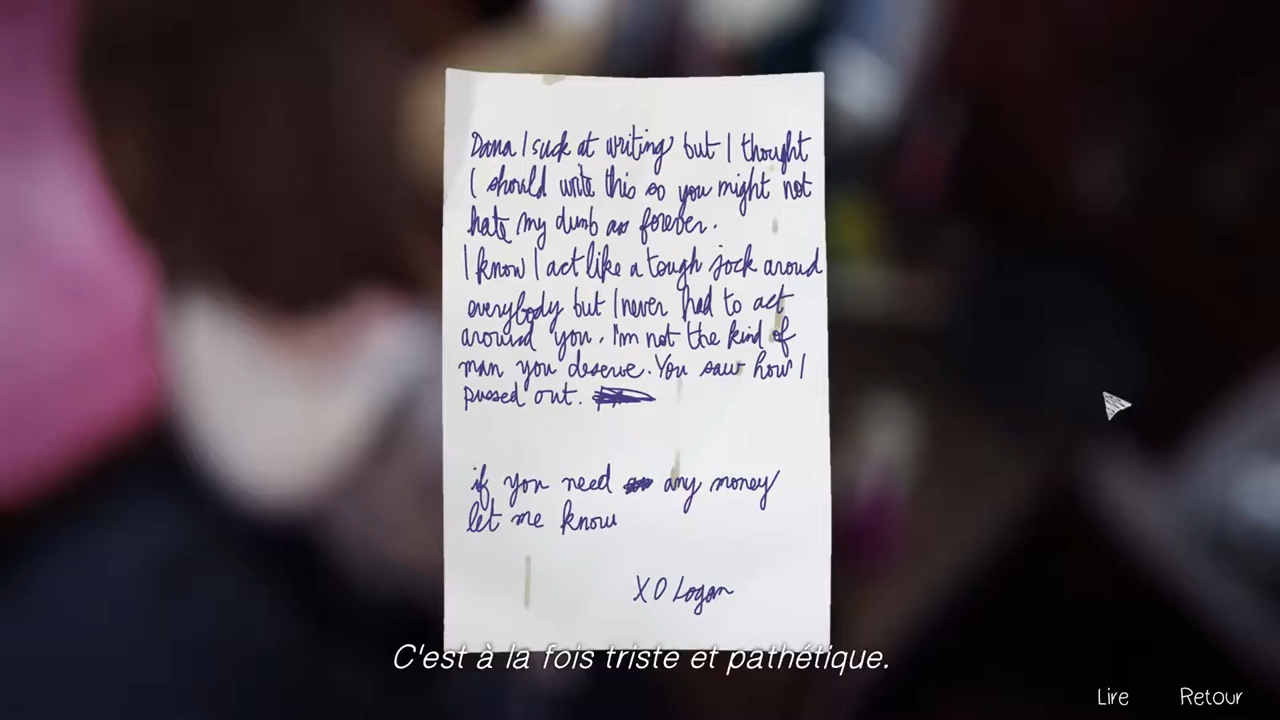 Dana I suck at writing but I thought
I should write this so you might not
hate my dumb ass forever.
I know I act like a tough jock aroud
everybody but I never had to act
around you. I'm not the kind of
man you deserve. You saw how I
pussed out.
if you need any money
let me know
XO Logan
C'est à la fois triste et pathétique.
Lire Retour